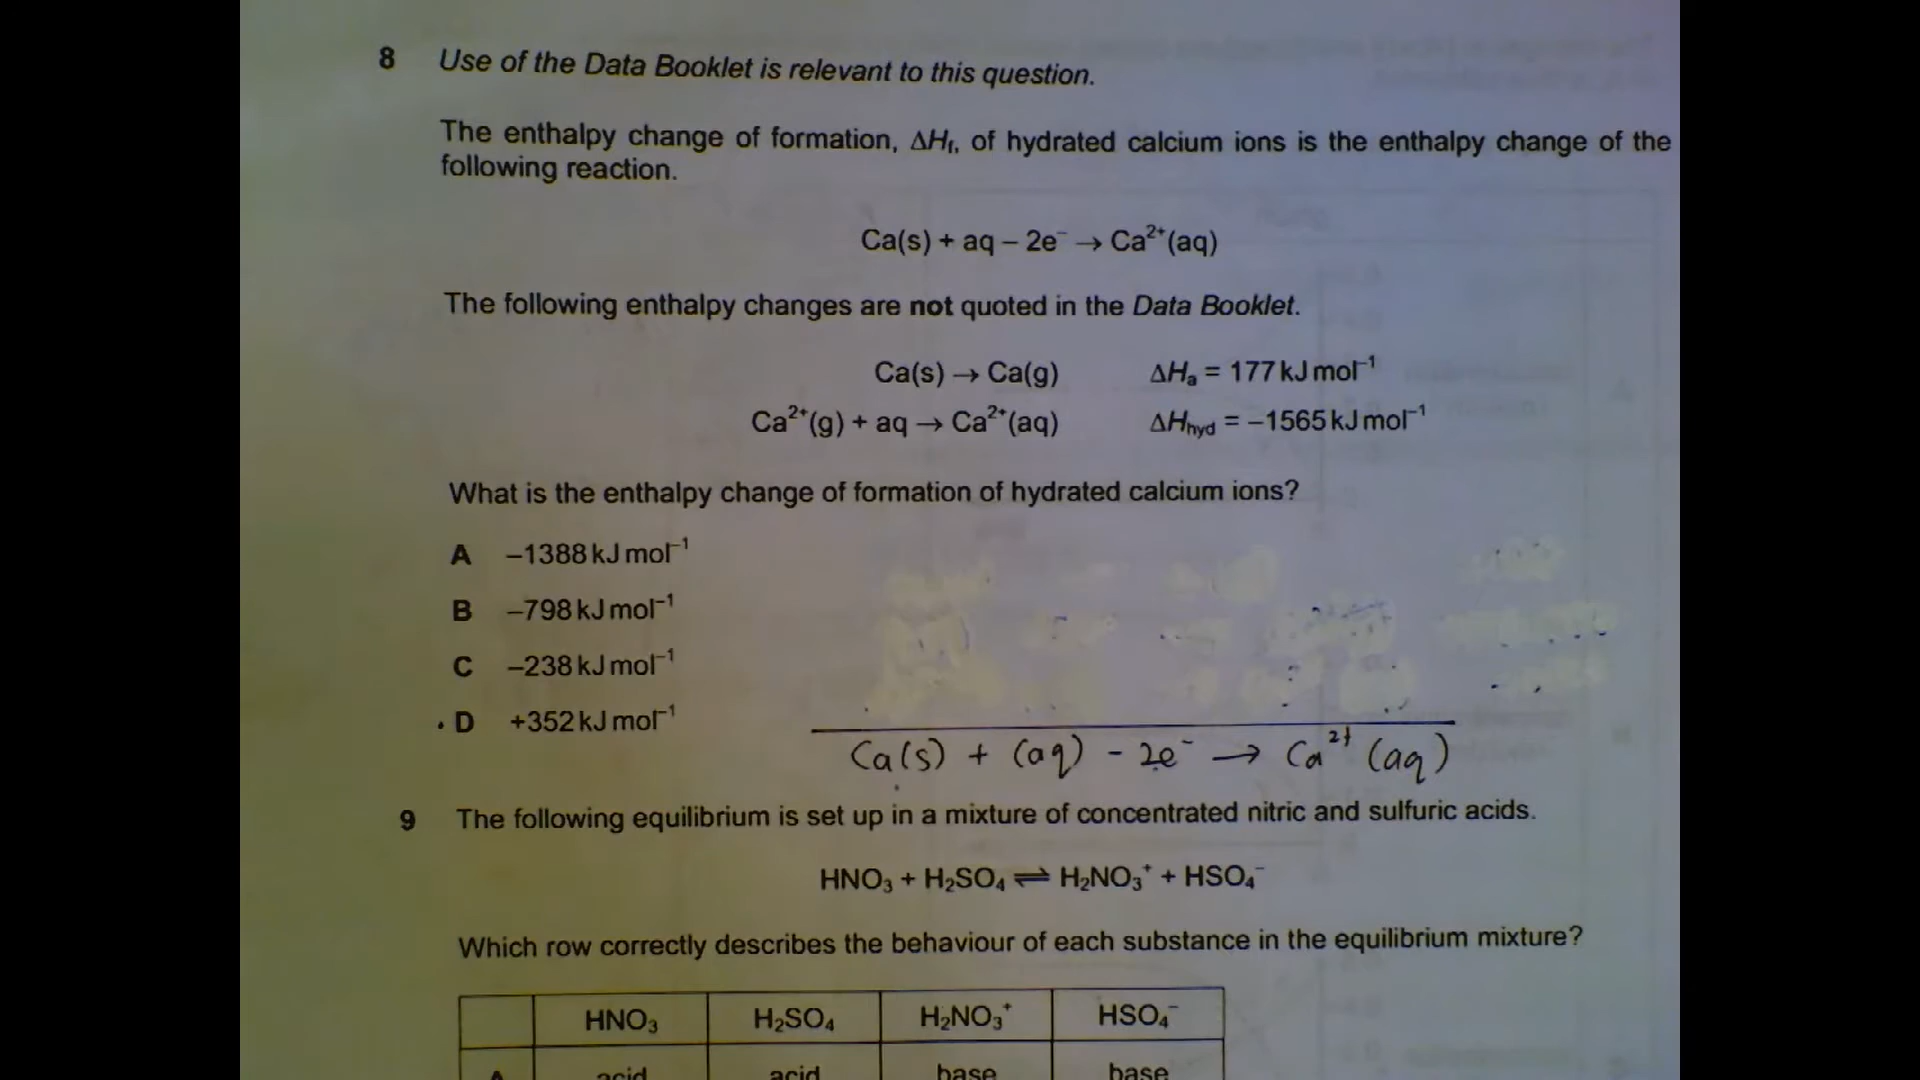 8 Use of the Data Booklet is relevant to this question.
The enthalpy change of formation, ΔHf, of hydrated calcium ions is the enthalpy change of the
following reaction.
Ca(s) + aq – 2e⁻ → Ca²⁺(aq)
The following enthalpy changes are not quoted in the Data Booklet.
Ca(s) → Ca(g) ΔHₐ = 177 kJ mol⁻¹
Ca²⁺(g) + aq → Ca²⁺(aq) ΔHhyd = –1565 kJ mol⁻¹
What is the enthalpy change of formation of hydrated calcium ions?
A –1388 kJ mol⁻¹
B –798 kJ mol⁻¹
C –238 kJ mol⁻¹
D +352 kJ mol⁻¹
Ca(s) + (aq) - 2e⁻ → Ca²⁺ (aq)
9 The following equilibrium is set up in a mixture of concentrated nitric and sulfuric acids.
HNO₃ + H₂SO₄ ⇌ H₂NO₃⁺ + HSO₄⁻
Which row correctly describes the behaviour of each substance in the equilibrium mixture?
HNO₃ H₂SO₄ H₂NO₃⁺ HSO₄⁻
A acid acid base base